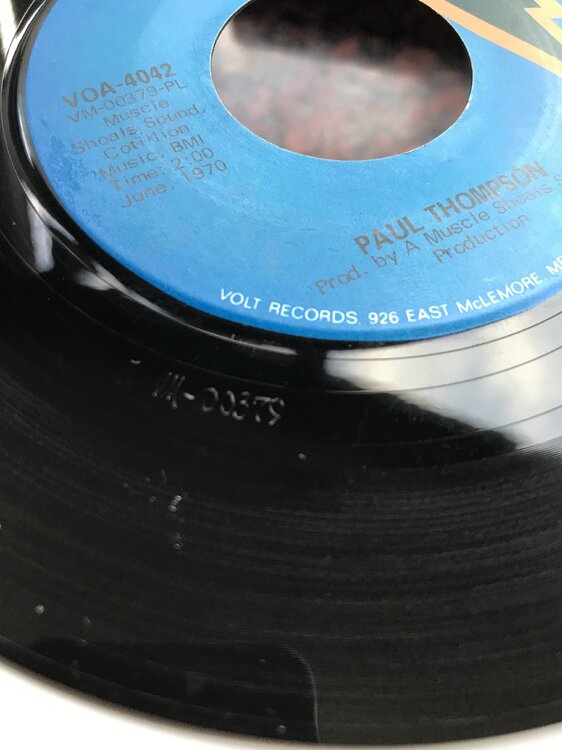 VOA-4042
VM-00379-PL
Muscle
Shoals Sound,
Cotillion
Music, BMI
Time: 2:00
June, 1970
PAUL THOMPSON
Prod. by A Muscle Shoals
Production
VOLT RECORDS, 926 EAST McLEMORE,
VM-00379